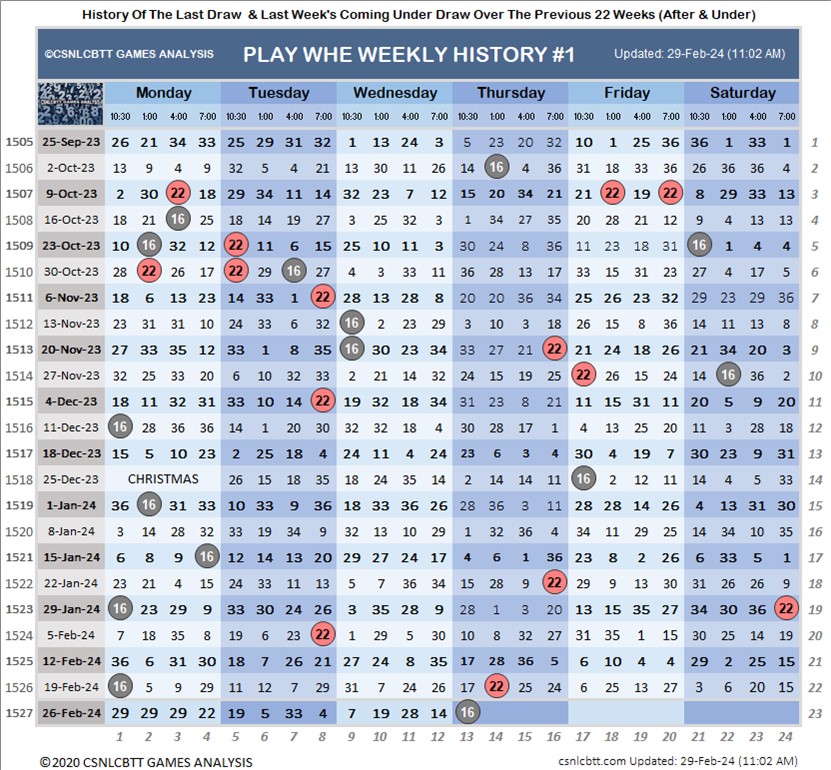 History Of The Last Draw & Last Week's Coming Under Draw Over The Previous 22 Weeks (After & Under)
©CSNLCBTT GAMES ANALYSIS PLAY WHE WEEKLY HISTORY #1 Updated: 29-Feb-24 (11:02 AM)
Monday Tuesday Wednesday Thursday Friday Saturday
10:30 1:00 4:00 7:00 10:30 1:00 4:00 7:00 10:30 1:00 4:00 7:00 10:30 1:00 4:00 7:00 10:30 1:00 4:00 7:00 10:30 1:00 4:00 7:00
1505 25-Sep-23 26 21 34 33 25 29 31 32 1 13 24 3 5 23 20 32 10 1 25 36 36 1 33 1 1
1506 2-Oct-23 13 9 4 9 32 5 4 21 13 30 11 26 14 16 4 36 31 18 33 36 26 36 36 4 2
1507 9-Oct-23 2 30 22 18 29 34 11 14 32 23 7 12 15 20 34 21 21 22 19 22 8 29 33 13 3
1508 16-Oct-23 18 21 16 25 18 14 19 27 3 25 32 3 1 34 27 35 20 28 21 12 9 4 13 13 4
1509 23-Oct-23 10 16 32 12 22 11 6 15 25 10 11 3 30 24 8 36 11 23 18 31 16 1 4 4 5
1510 30-Oct-23 28 22 26 17 22 29 16 27 4 3 33 11 36 28 13 17 33 15 31 23 27 4 17 5 6
1511 6-Nov-23 18 6 13 23 14 33 1 22 28 13 28 8 20 20 36 34 25 26 23 32 29 23 29 36 7
1512 13-Nov-23 23 31 31 10 24 33 6 32 16 2 23 29 3 10 3 18 26 15 8 36 14 11 13 8 8
1513 20-Nov-23 27 33 35 12 33 1 3 35 16 30 23 34 33 27 21 22 21 24 18 26 21 34 20 3 9
1514 27-Nov-23 32 25 33 20 6 10 3 33 2 21 14 32 24 15 19 25 22 26 15 24 22 16 36 2 10
1515 4-Dec-23 18 11 32 31 33 10 14 22 19 32 18 34 31 23 8 21 11 15 31 11 20 5 9 20 11
1516 11-Dec-23 16 28 36 36 14 1 20 30 32 32 18 4 30 28 17 1 4 13 25 20 11 3 28 18 12
1517 18-Dec-23 15 5 10 23 2 25 18 4 24 11 4 24 23 6 3 4 30 4 19 7 30 23 9 31 13
1518 25-Dec-23 CHRISTMAS 26 15 18 35 18 24 35 14 2 14 14 11 16 2 11 28 14 4 5 33 14
1519 1-Jan-24 36 16 31 33 10 33 9 36 18 33 36 26 28 36 3 11 28 28 14 26 4 13 31 30 15
1520 8-Jan-24 3 14 28 32 33 19 34 9 32 13 10 29 1 32 36 4 34 11 29 25 14 34 10 35 16
1521 15-Jan-24 6 8 9 16 12 14 13 20 29 27 24 17 4 6 1 36 23 8 7 26 6 33 5 1 17
1522 22-Jan-24 23 21 4 15 24 33 11 13 5 7 36 34 15 28 9 22 29 9 13 30 31 26 26 9 18
1523 29-Jan-24 16 23 29 9 33 30 24 26 3 35 28 9 28 1 3 20 13 15 35 27 34 30 36 22 19
1524 5-Feb-24 7 18 35 8 19 6 23 22 1 29 5 30 10 8 32 27 31 35 1 15 30 25 14 19 20
1525 12-Feb-24 36 6 31 30 18 7 26 21 27 24 8 35 17 28 36 5 6 10 4 4 29 2 25 15 21
1526 19-Feb-24 16 5 9 29 11 12 7 29 31 7 24 26 17 22 25 24 6 25 13 27 3 6 20 15 22
1527 26-Feb-24 29 29 29 22 19 5 33 4 7 19 28 14 16 23
1 2 3 4 5 6 7 8 9 10 11 12 13 14 15 16 17 18 19 20 21 22 23 24
©2020 CSNLCBTT GAMES ANALYSIS csnlcbtt.com Updated: 29-Feb-24 (11:02 AM)